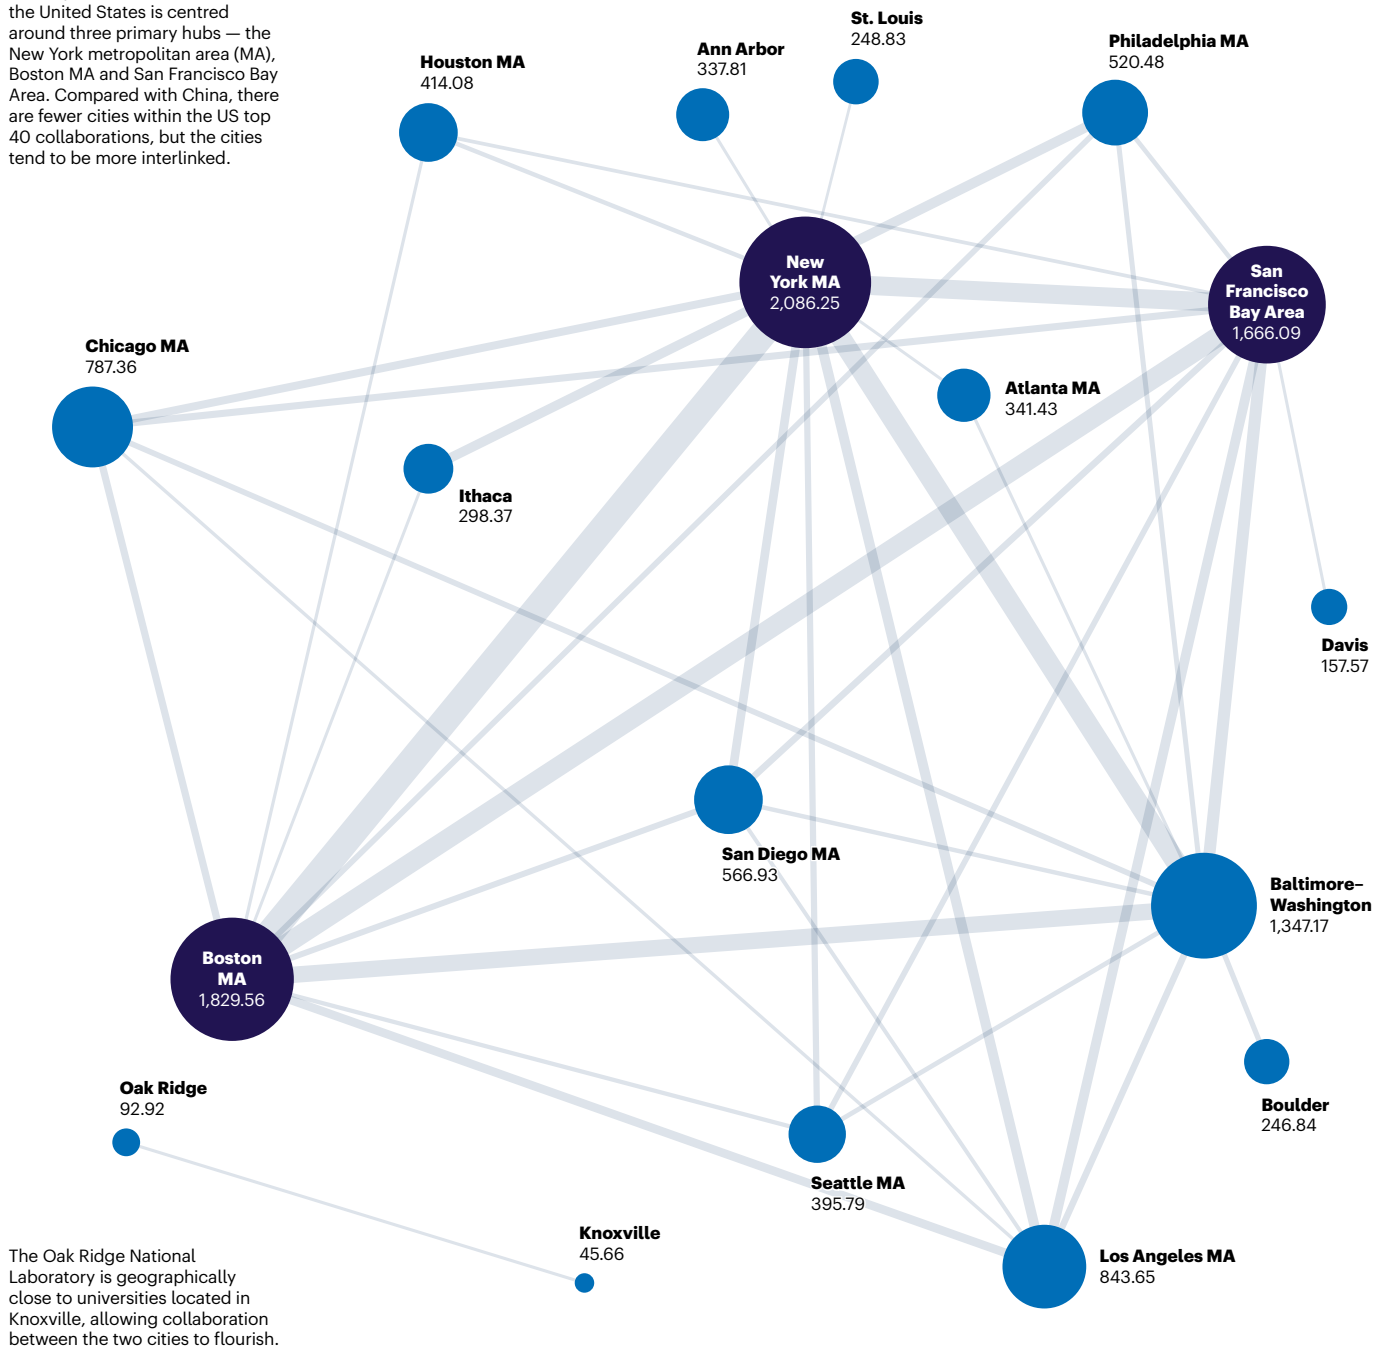 the United States is centred
around three primary hubs — the
New York metropolitan area (MA),
Boston MA and San Francisco Bay
Area. Compared with China, there
are fewer cities within the US top
40 collaborations, but the cities
tend to be more interlinked.
St. Louis
248.83
Philadelphia MA
520.48
Ann Arbor
337.81
Houston MA
414.08
New
York MA
2,086.25
San
Francisco
Bay Area
1,666.09
Chicago MA
787.36
Atlanta MA
341.43
Ithaca
298.37
Davis
157.57
San Diego MA
566.93
Baltimore–
Washington
1,347.17
Boston
MA
1,829.56
Oak Ridge
92.92
Boulder
246.84
Seattle MA
395.79
Knoxville
45.66
Los Angeles MA
843.65
The Oak Ridge National
Laboratory is geographically
close to universities located in
Knoxville, allowing collaboration
between the two cities to flourish.